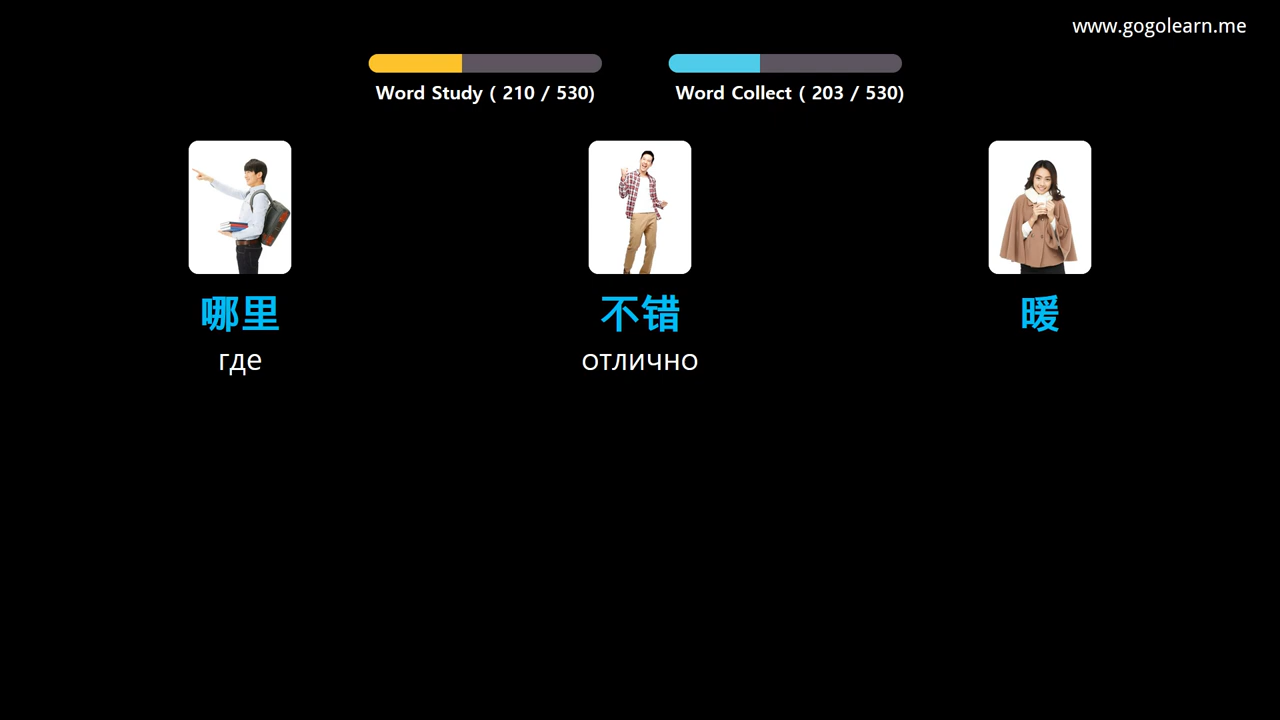 www.gogolearn.me
Word Study ( 210 / 530)
Word Collect ( 203 / 530)
哪里
不错
暖
где
отлично